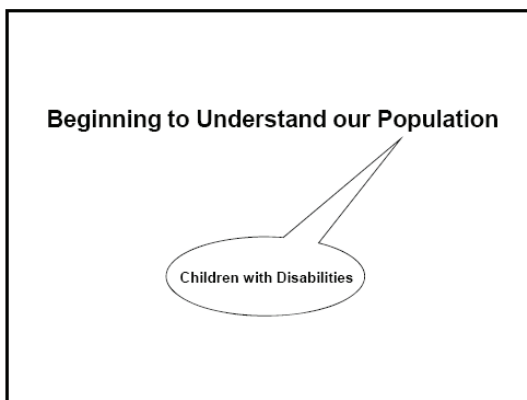 Beginning to Understand our Population
Children with Disabilities